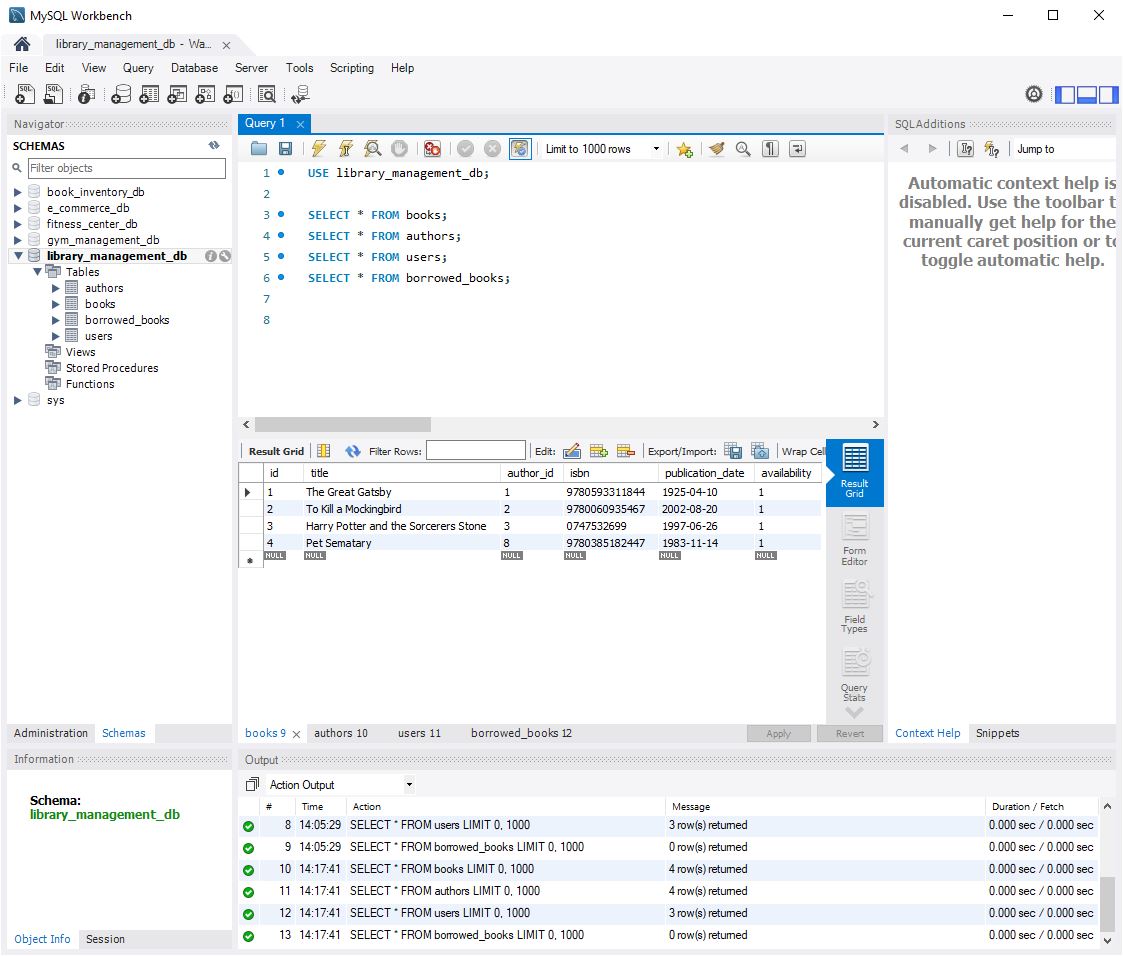 MySQL Workbench
library_management_db - Wa...
File Edit View Query Database Server Tools Scripting Help
Navigator
SCHEMAS
Filter objects
book_inventory_db
e_commerce_db
fitness_center_db
gym_management_db
library_management_db
Tables
authors
books
borrowed_books
users
Views
Stored Procedures
Functions
sys
Administration Schemas
Information
Schema:
library_management_db
Object Info Session
Query 1
Limit to 1000 rows
1 USE library_management_db;
2
3 SELECT * FROM books;
4 SELECT * FROM authors;
5 SELECT * FROM users;
6 SELECT * FROM borrowed_books;
7
8
Result Grid Filter Rows: Edit: Export/Import: Wrap Cell
id title author_id isbn publication_date availability
1 The Great Gatsby 1 9780593311844 1925-04-10 1
2 To Kill a Mockingbird 2 9780060935467 2002-08-20 1
3 Harry Potter and the Sorcerers Stone 3 0747532699 1997-06-26 1
4 Pet Sematary 8 9780385182447 1983-11-14 1
NULL NULL NULL NULL NULL NULL
Result
Grid
Form
Editor
Field
Types
Query
Stats
books 9 authors 10 users 11 borrowed_books 12 Apply Revert
SQLAdditions
Jump to
Automatic context help is
disabled. Use the toolbar t
manually get help for the
current caret position or to
toggle automatic help.
Context Help Snippets
Output
Action Output
# Time Action Message Duration / Fetch
8 14:05:29 SELECT * FROM users LIMIT 0, 1000 3 row(s) returned 0.000 sec / 0.000 sec
9 14:05:29 SELECT * FROM borrowed_books LIMIT 0, 1000 0 row(s) returned 0.000 sec / 0.000 sec
10 14:17:41 SELECT * FROM books LIMIT 0, 1000 4 row(s) returned 0.000 sec / 0.000 sec
11 14:17:41 SELECT * FROM authors LIMIT 0, 1000 4 row(s) returned 0.000 sec / 0.000 sec
12 14:17:41 SELECT * FROM users LIMIT 0, 1000 3 row(s) returned 0.000 sec / 0.000 sec
13 14:17:41 SELECT * FROM borrowed_books LIMIT 0, 1000 0 row(s) returned 0.000 sec / 0.000 sec